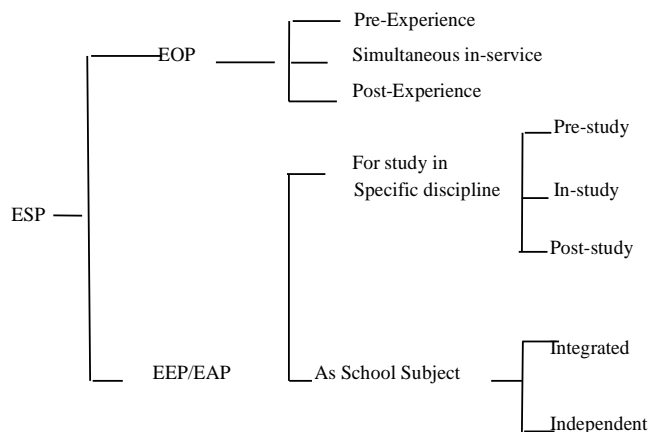 Pre-Experience
EOP
Simultaneous in-service
Post-Experience
Pre-study
For study in
Specific discipline
In-study
ESP
Post-study
Integrated
EEP/EAP
As School Subject
Independent